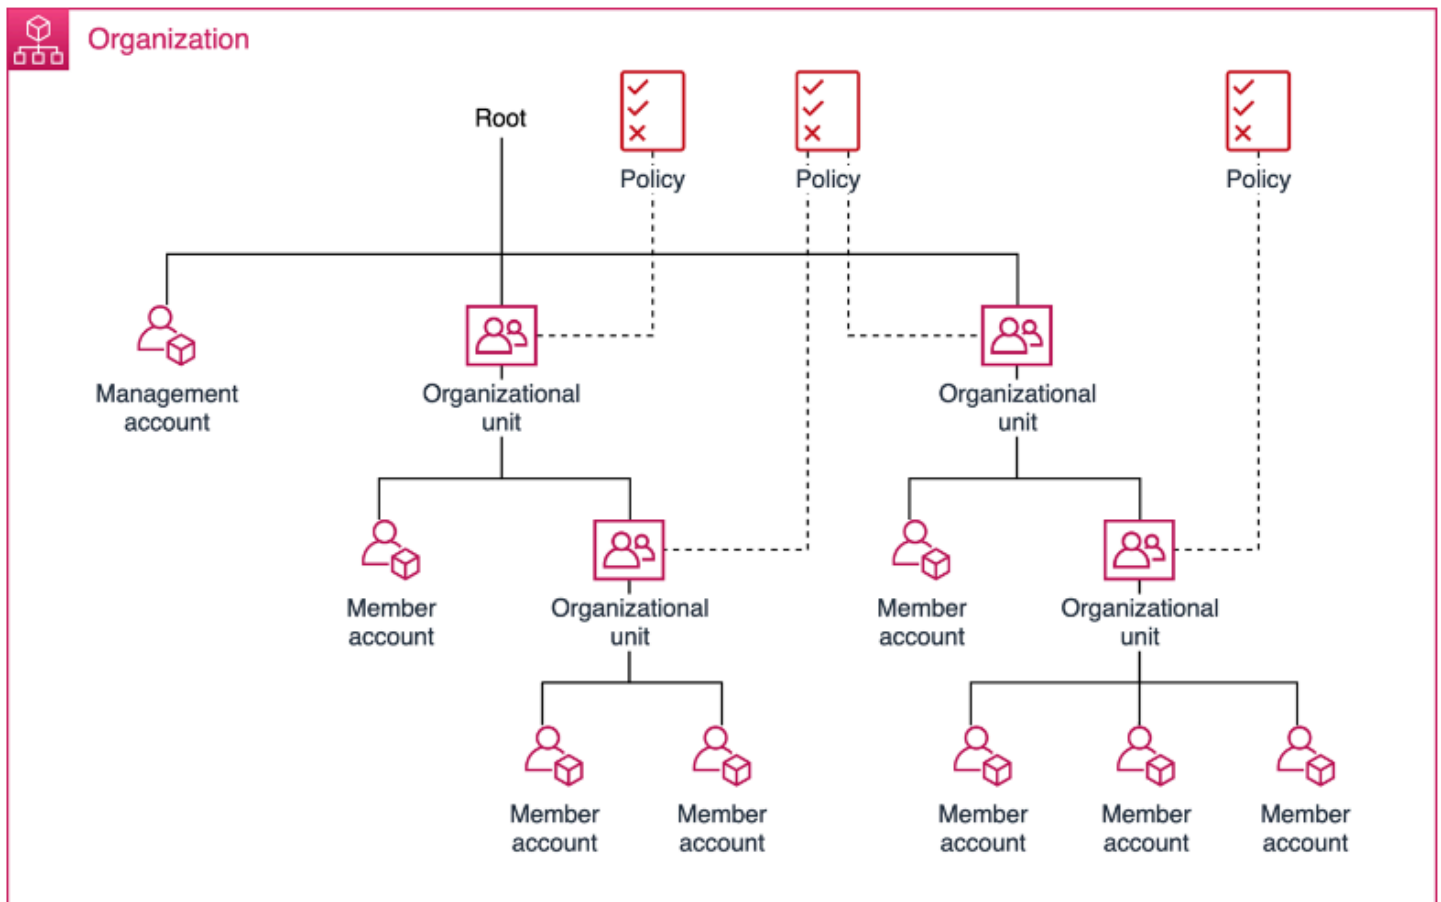 Organization
Root
Policy
Policy
Policy
Management
account
Organizational
unit
Organizational
unit
Member
account
Organizational
unit
Member
account
Organizational
unit
Member
account
Member
account
Member
account
Member
account
Member
account